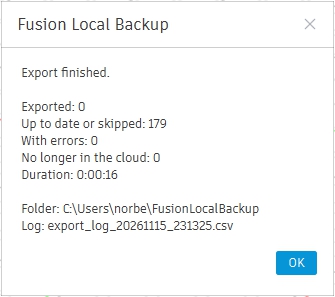 Fusion Local Backup
Export finished.
Exported: 0
Up to date or skipped: 179
With errors: 0
No longer in the cloud: 0
Duration: 0:00:16
Folder: C:\Users\norbe\FusionLocalBackup
Log: export_log_20261115_231325.csv
OK